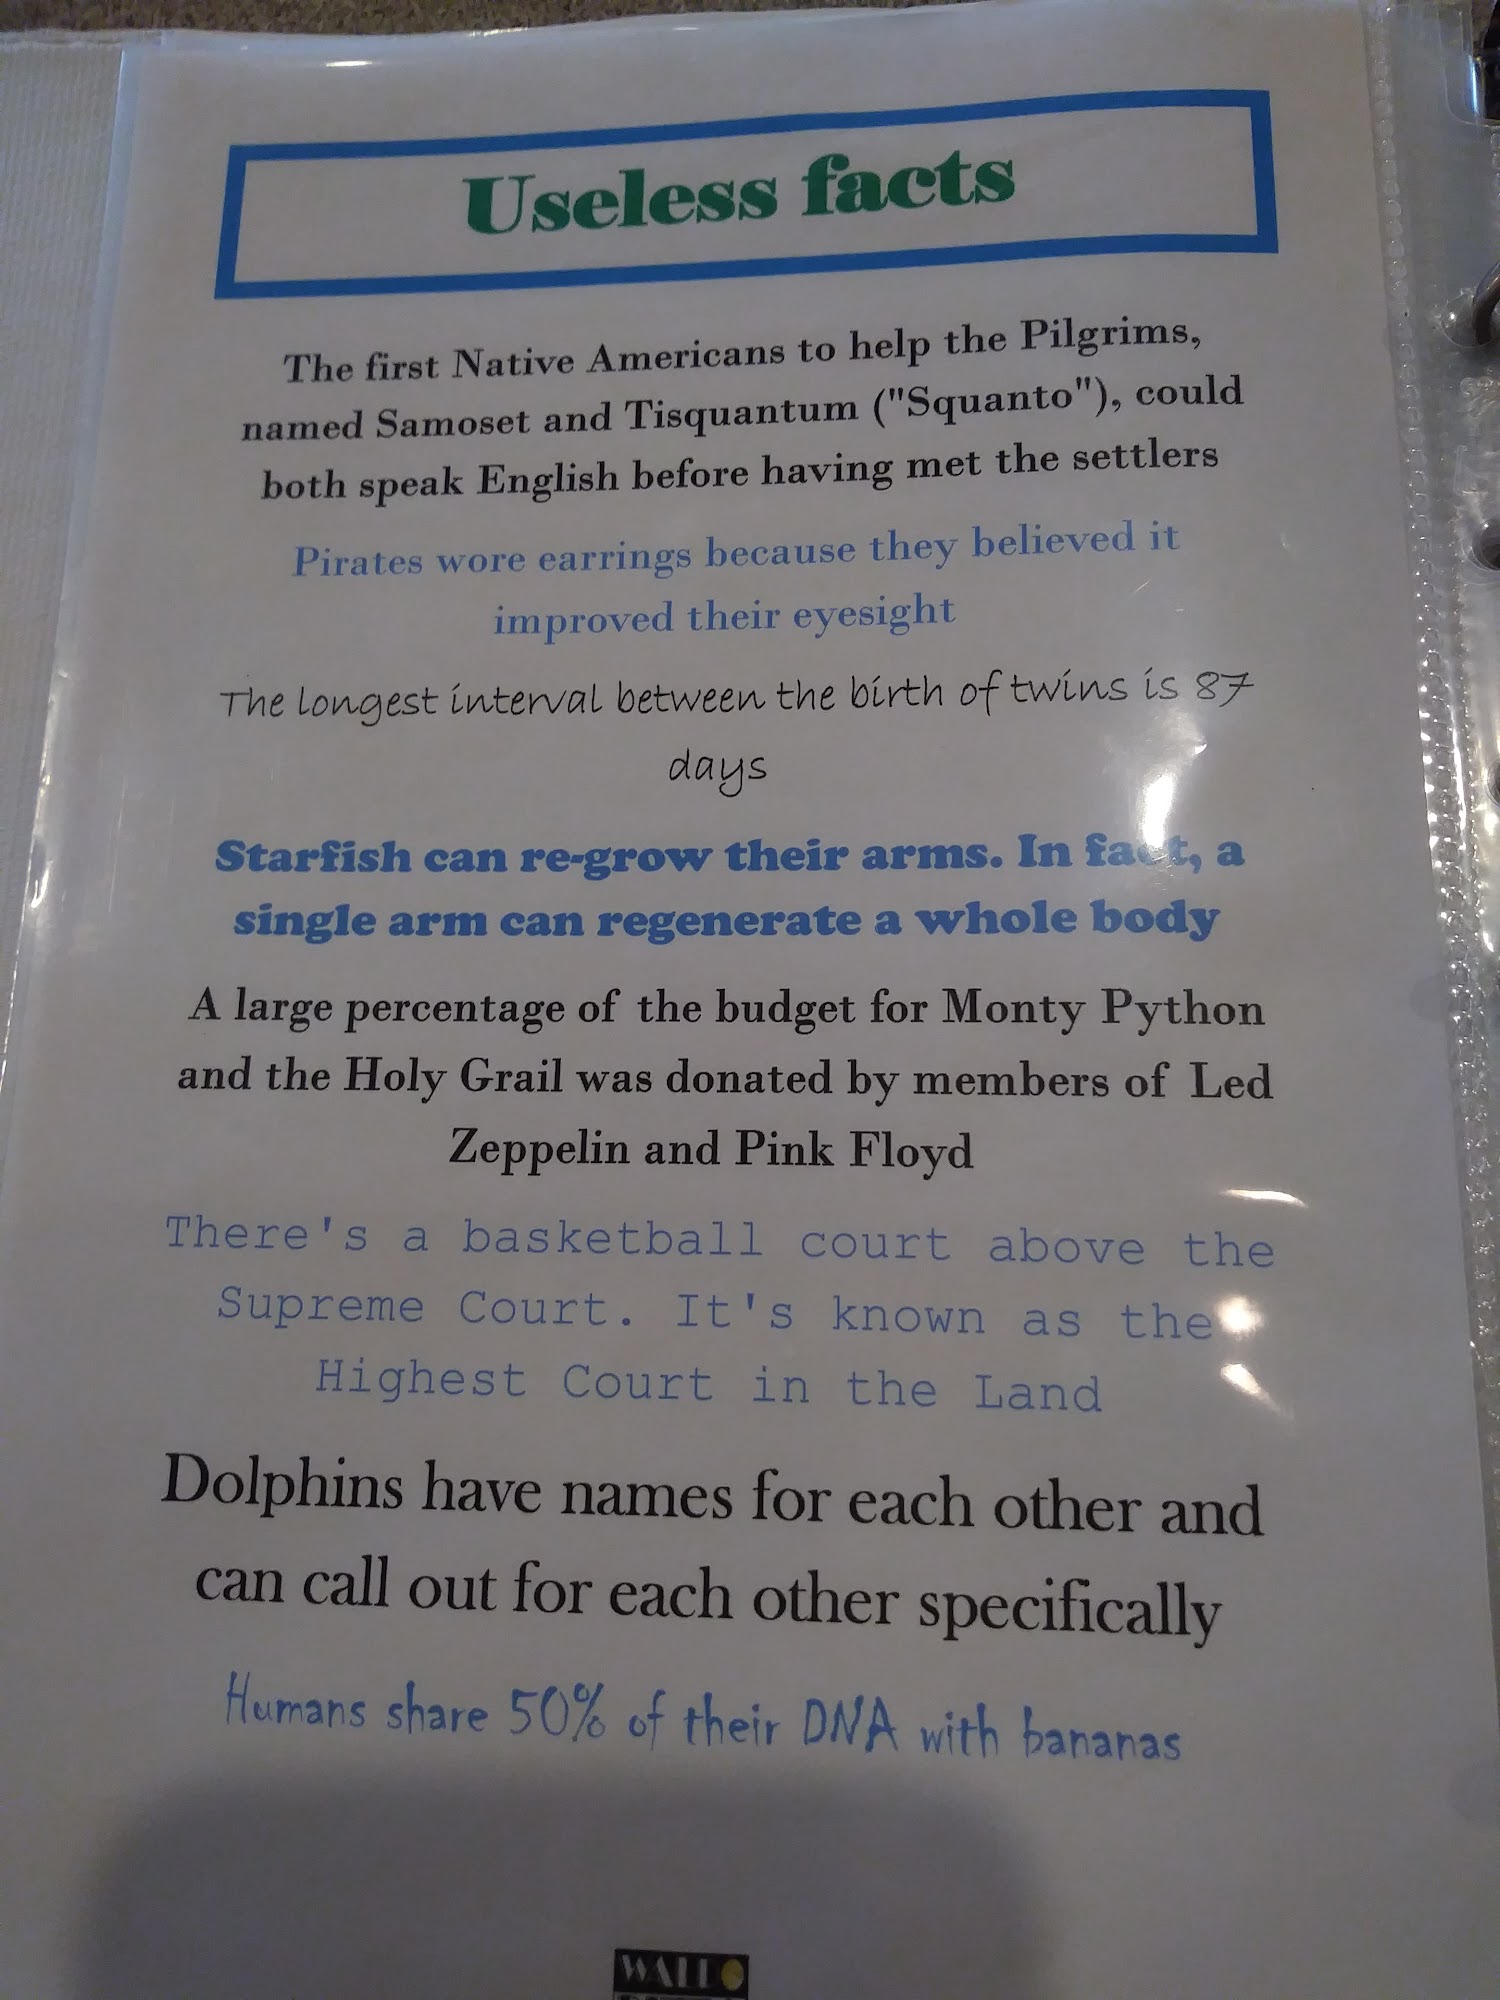 Useless facts
The first Native Americans to help the Pilgrims,
named Samoset and Tisquantum ("Squanto"), could
both speak English before having met the settlers
Pirates wore earrings because they believed it
improved their eyesight
The longest interval between the birth of twins is 87
days
Starfish can re-grow their arms. In fact, a
single arm can regenerate a whole body
A large percentage of the budget for Monty Python
and the Holy Grail was donated by members of Led
Zeppelin and Pink Floyd
There's a basketball court above the
Supreme Court. It's known as the
Highest Court in the Land
Dolphins have names for each other and
can call out for each other specifically
Humans share 50% of their DNA with bananas
WALDO